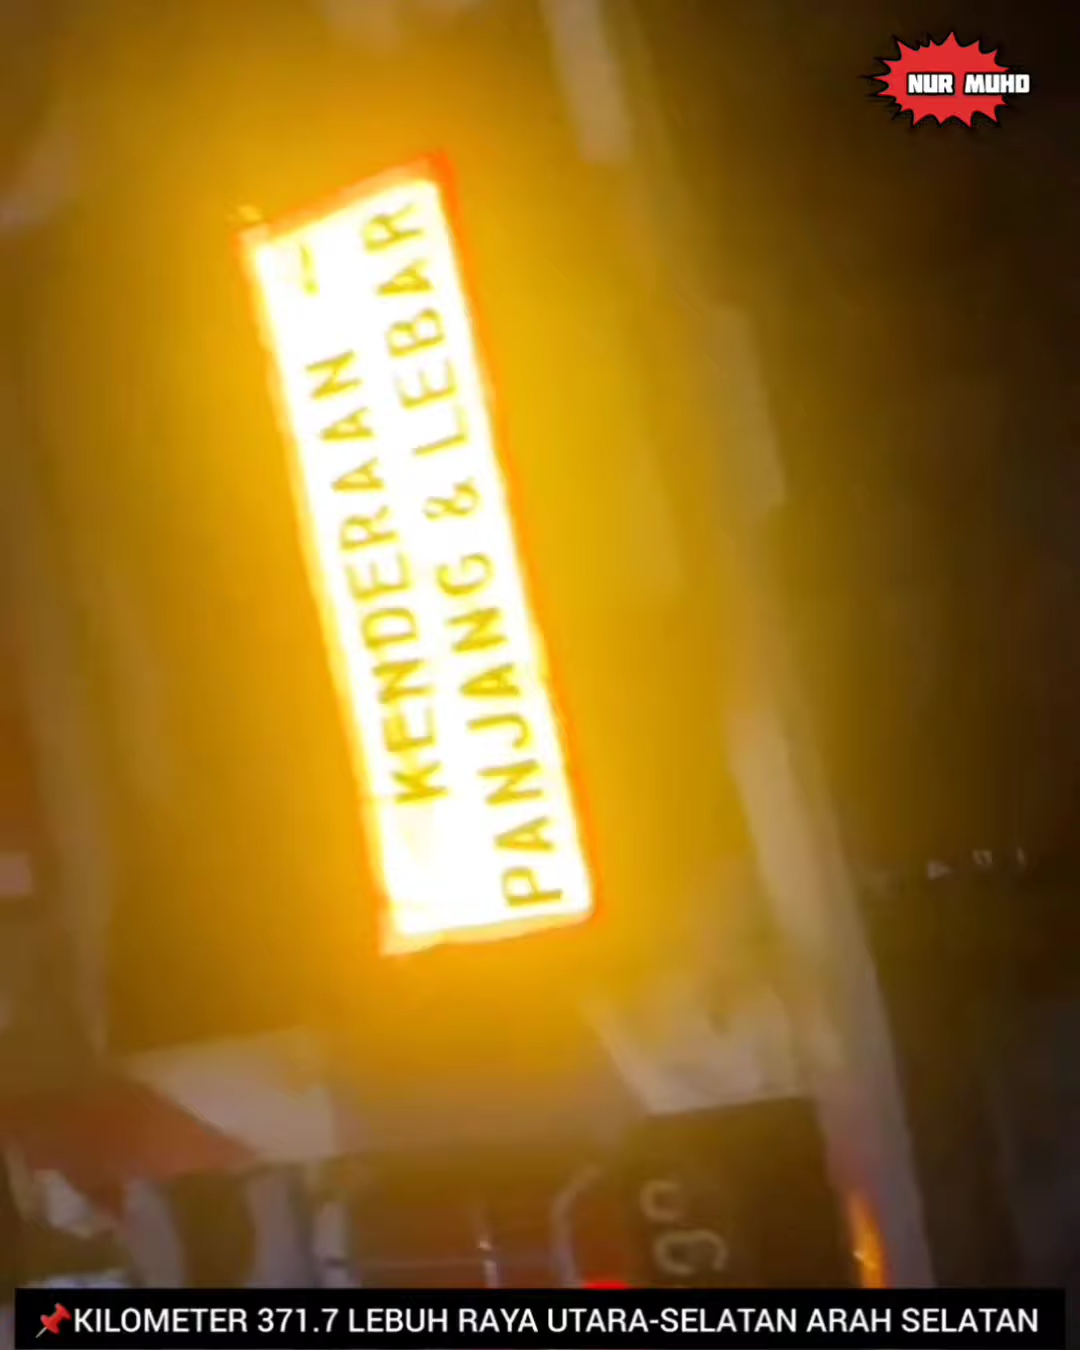 NUR MUHD
KENDERAAN
PANJANG & LEBAR
📌KILOMETER 371.7 LEBUH RAYA UTARA-SELATAN ARAH SELATAN